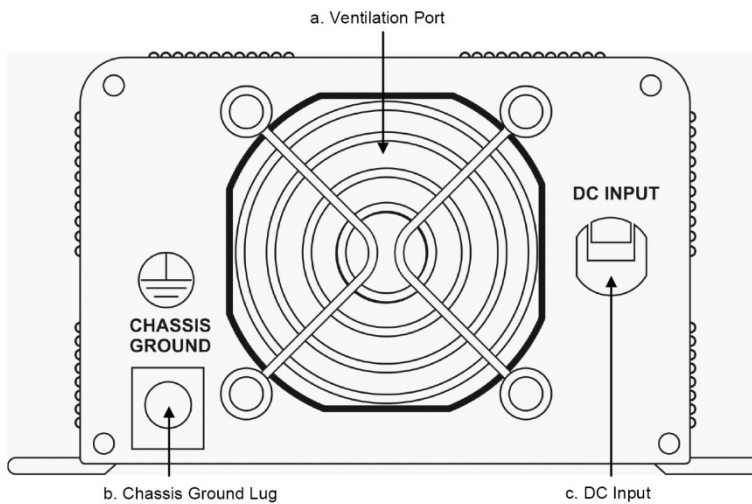 a. Ventilation Port
DC INPUT
CHASSIS
GROUND
b. Chassis Ground Lug
c. DC Input